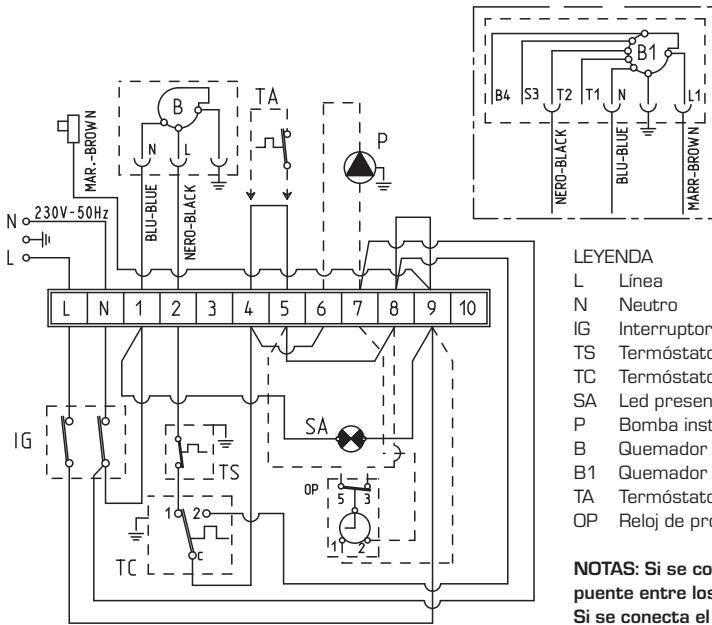 B
N L
MAR.-BROWN
BLU-BLUE
NERO-BLACK
TA
P
B1
B4 S3 T2 T1 N L1
NERO-BLACK
BLU-BLUE
MARR-BROWN
N 230V-50Hz
L
L N 1 2 3 4 5 6 7 8 9 10
IG
TS
1 2
C
TC
SA
OP
5 3
1 2
LEYENDA
L Línea
N Neutro
IG Interruptor
TS Termóstato
TC Termóstato
SA Led presen
P Bomba inst
B Quemador
B1 Quemador
TA Termóstato
OP Reloj de pro
NOTAS: Si se co
puente entre los
Si se conecta el